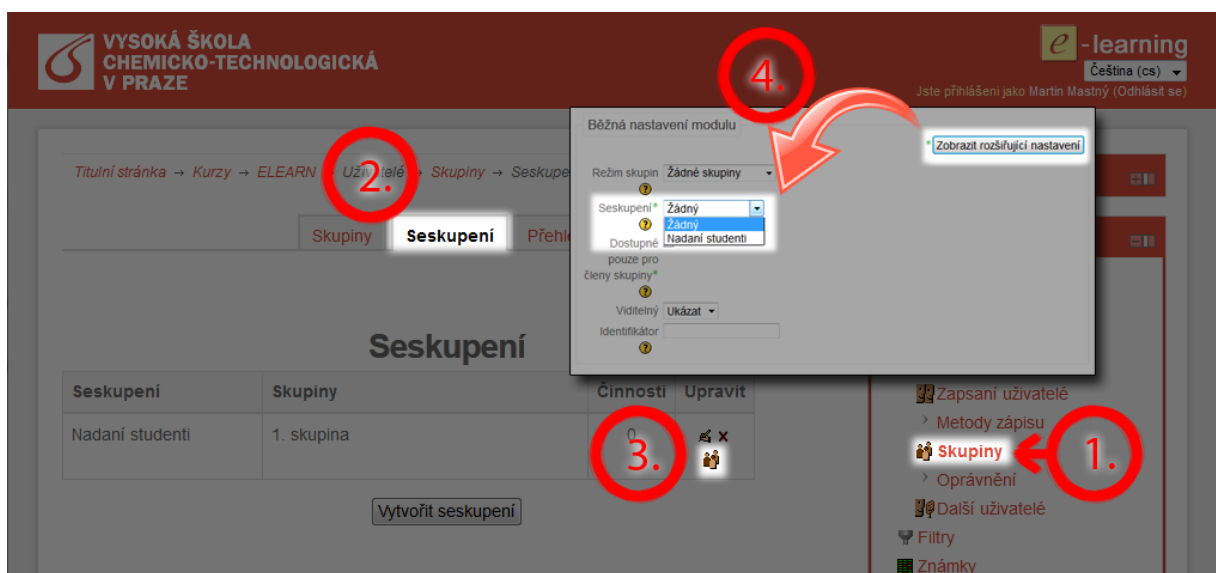 VYSOKÁ ŠKOLA
CHEMICKO-TECHNOLOGICKÁ
V PRAZE
e-learning
Čeština (cs)
Jste přihlášeni jako Martin Mastný (Odhlásit se)
4.
Běžná nastavení modulu
* Zobrazit rozšiřující nastavení
Režim skupin Žádné skupiny
Seskupení* Žádný
Žádný
Nadaní studenti
Dostupné
pouze pro
členy skupiny*
Viditelný Ukázat
Identifikátor
Titulní stránka → Kurzy → ELEARN → → Skupiny →
2.
Skupiny Seskupení
Seskupení
Seskupení Skupiny Činnosti Upravit
Nadaní studenti 1. skupina 0
3.
Vytvořit seskupení
Zapsaní uživatelé
Metody zápisu
Skupiny
1.
Oprávnění
Další uživatelé
Filtry
Známky